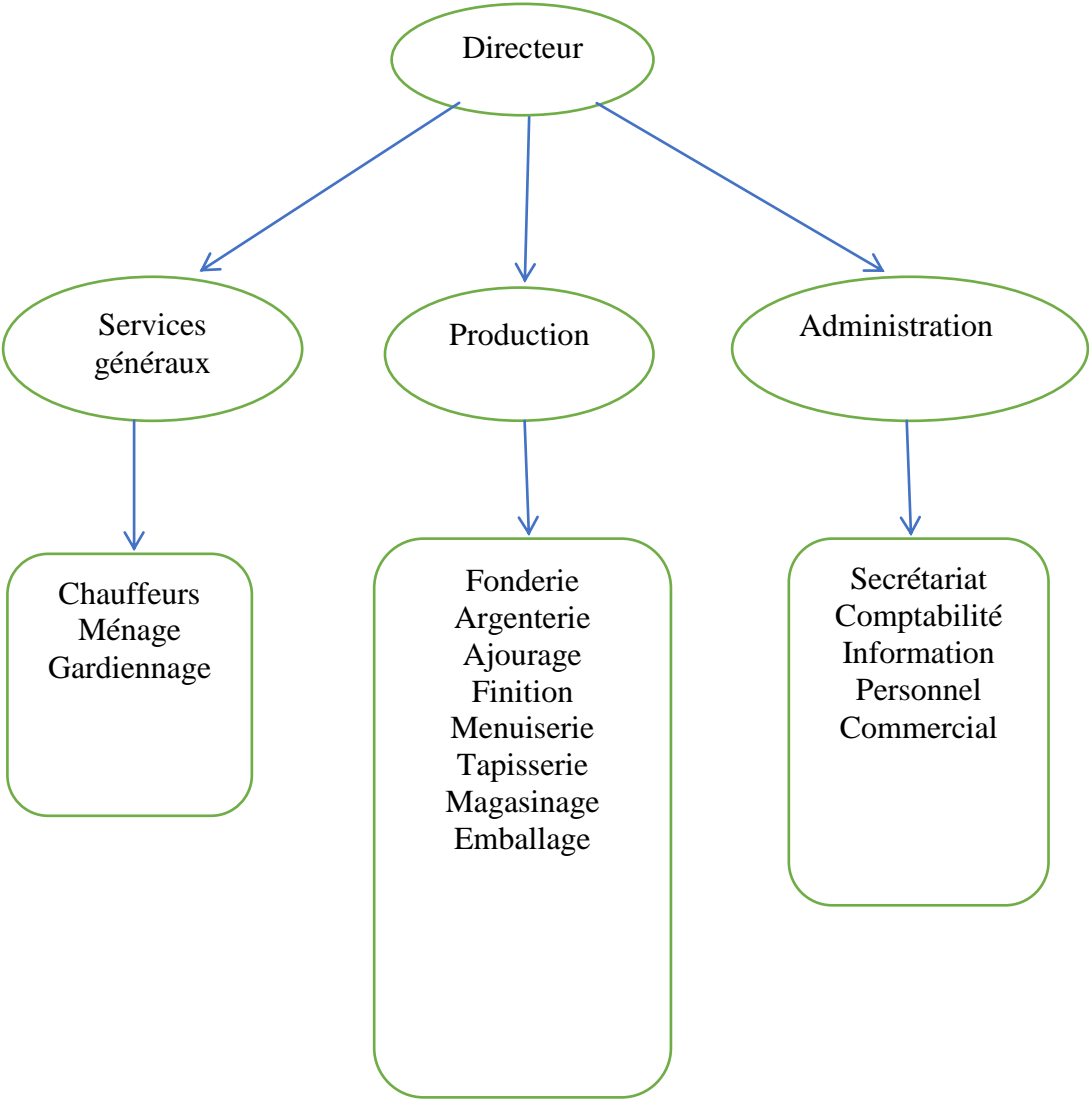 Directeur
Services
généraux
Production
Administration
Chauffeurs
Ménage
Gardiennage
Fonderie
Argenterie
Ajourage
Finition
Menuiserie
Tapisserie
Magasinage
Emballage
Secrétariat
Comptabilité
Information
Personnel
Commercial